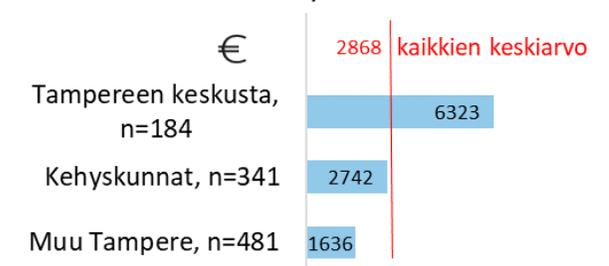 € 2868 kaikkien keskiarvo
Tampereen keskusta,
n=184
6323
Kehyskunnat, n=341 2742
Muu Tampere, n=481 1636